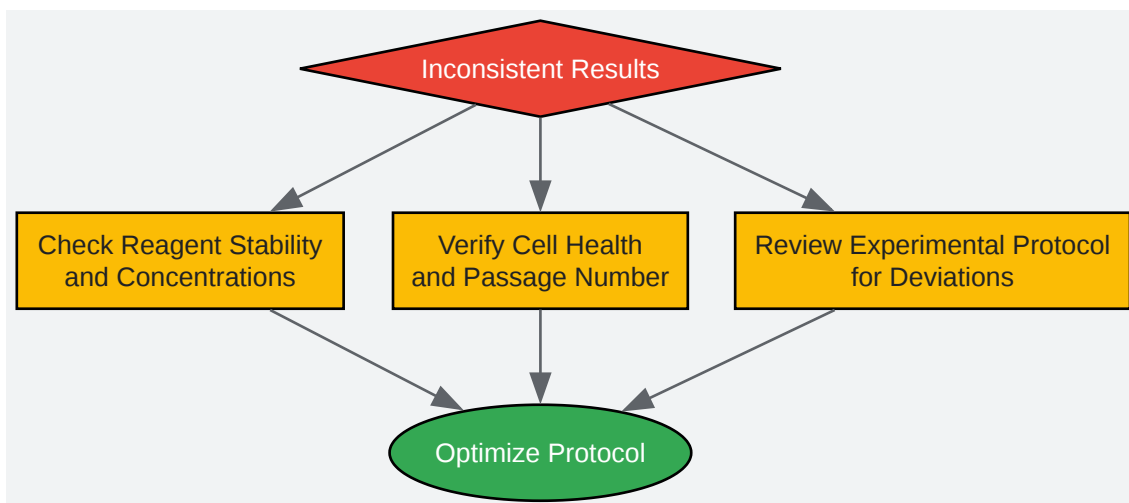 Inconsistent Results
Check Reagent Stability
and Concentrations
Verify Cell Health
and Passage Number
Review Experimental Protocol
for Deviations
Optimize Protocol